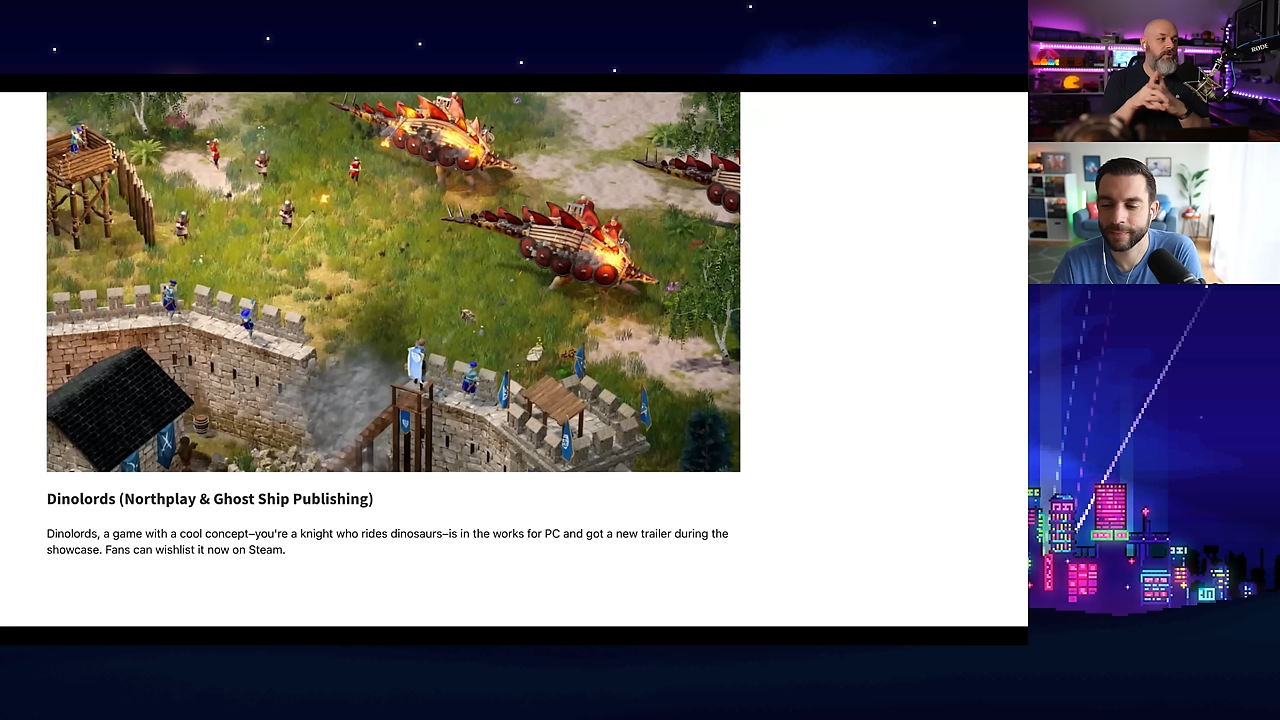 RODE
Dinolords (Northplay & Ghost Ship Publishing)
Dinolords, a game with a cool concept—you're a knight who rides dinosaurs—is in the works for PC and got a new trailer during the
showcase. Fans can wishlist it now on Steam.